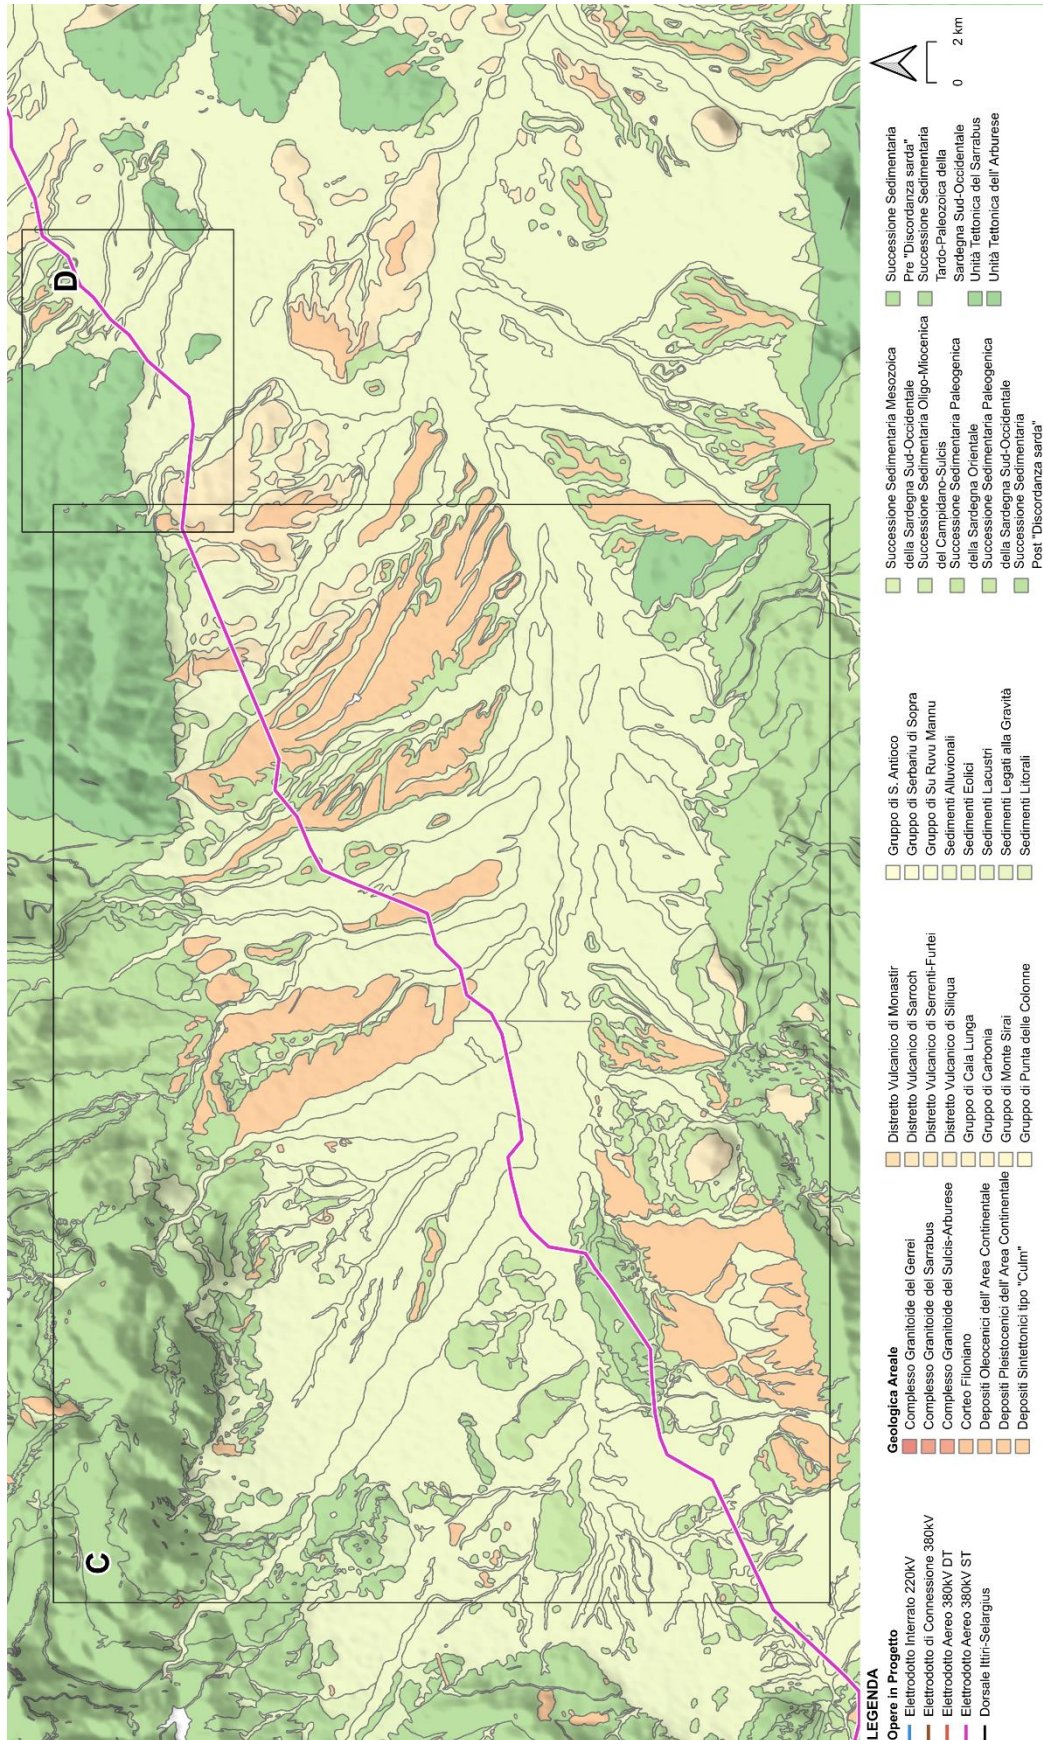 C
D
LEGENDA
Opere in Progetto
Elettrodotto Interrato 220kV
Elettrodotto di Connessione 380kV
Elettrodotto Aereo 380kV DT
Elettrodotto Aereo 380kV ST
Dorsale Ittiri-Selargius
Geologica Areale
Complesso Granitoide del Gerrei
Complesso Granitoide del Sarrabus
Complesso Granitoide del Sulcis-Arburese
Corteo Filoniano
Depositi Oleocenici dell' Area Continentale
Depositi Pleistocenici dell' Area Continentale
Depositi Sintettonici tipo "Culm"
Distretto Vulcanico di Monastir
Distretto Vulcanico di Sarroch
Distretto Vulcanico di Serrenti-Furtei
Distretto Vulcanico di Siliqua
Gruppo di Cala Lunga
Gruppo di Carbonia
Gruppo di Monte Sirai
Gruppo di Punta delle Colonne
Gruppo di S. Antioco
Gruppo di Serbariu di Sopra
Gruppo di Su Ruvu Mannu
Sedimenti Alluvionali
Sedimenti Eolici
Sedimenti Lacustri
Sedimenti Legati alla Gravità
Sedimenti Litorali
Successione Sedimentaria Mesozoica
della Sardegna Sud-Occidentale
Successione Sedimentaria Oligo-Miocenica
del Campidano-Sulcis
Successione Sedimentaria Paleogenica
della Sardegna Orientale
Successione Sedimentaria Paleogenica
della Sardegna Sud-Occidentale
Successione Sedimentaria
Post "Discordanza sarda"
Successione Sedimentaria
Pre "Discordanza sarda"
Successione Sedimentaria
Tardo-Paleozoica della
Sardegna Sud-Occidentale
Unità Tettonica del Sarrabus
Unità Tettonica dell' Arburese
0 2 km